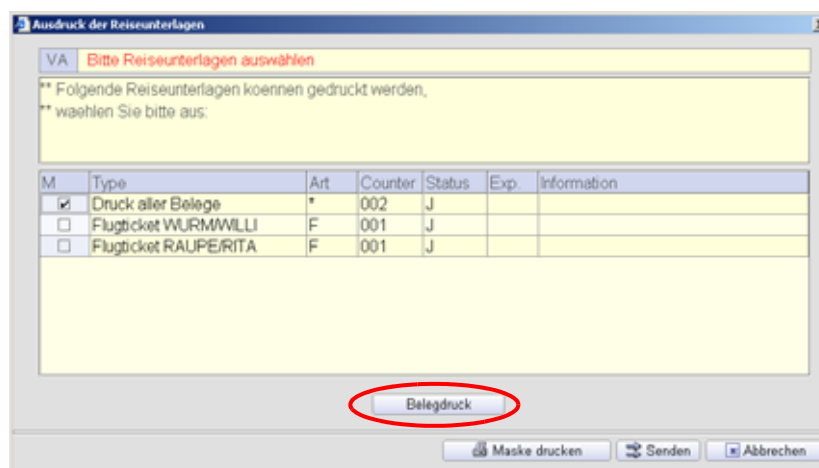 Ausdruck der Reiseunterlagen
VA Bitte Reiseunterlagen auswählen
** Folgende Reiseunterlagen koennen gedruckt werden,
** waehlen Sie bitte aus:
M Type Art Counter Status Exp. Information
Druck aller Belege * 002 J
Flugticket WURM/WILLI F 001 J
Flugticket RAUPE/RITA F 001 J
Belegdruck
Maske drucken Senden Abbrechen